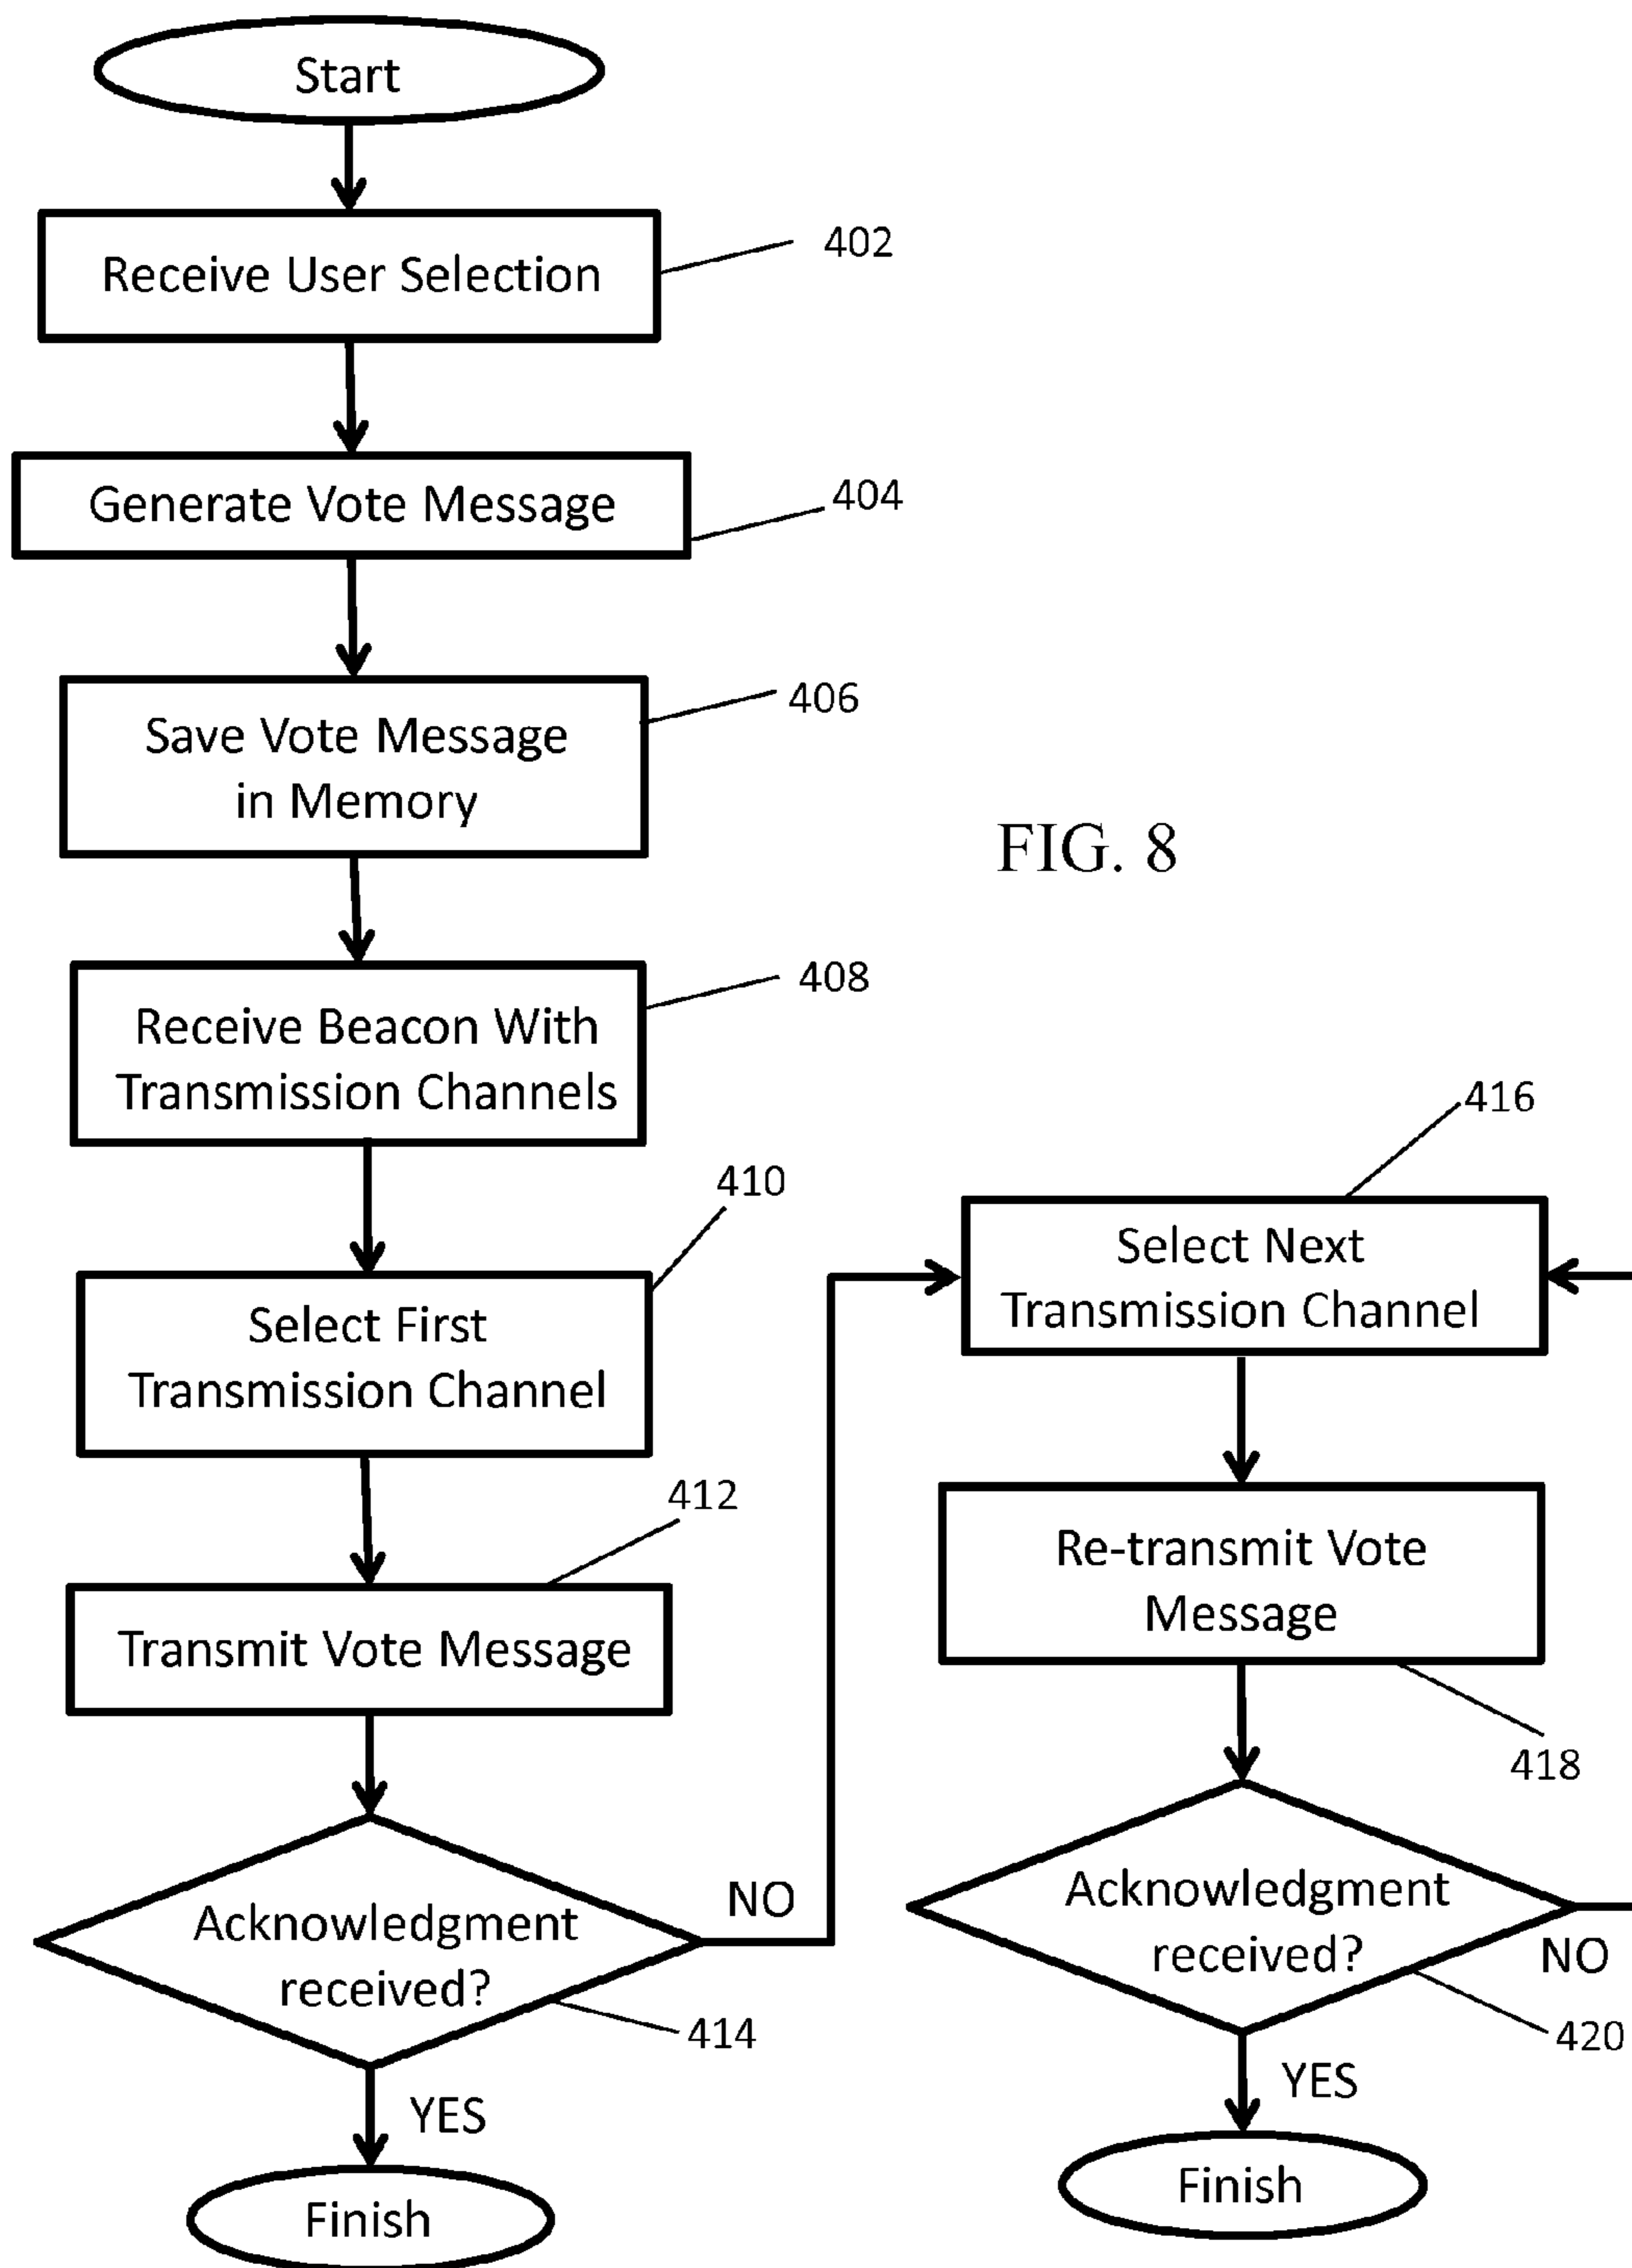 Start
Receive User Selection
402
Generate Vote Message
404
Save Vote Message
in Memory
406
FIG. 8
Receive Beacon With
Transmission Channels
408
Select First
Transmission Channel
410
Transmit Vote Message
412
Acknowledgment
received?
414
NO
YES
Finish
416
Select Next
Transmission Channel
Re-transmit Vote
Message
418
Acknowledgment
received?
NO
420
YES
Finish